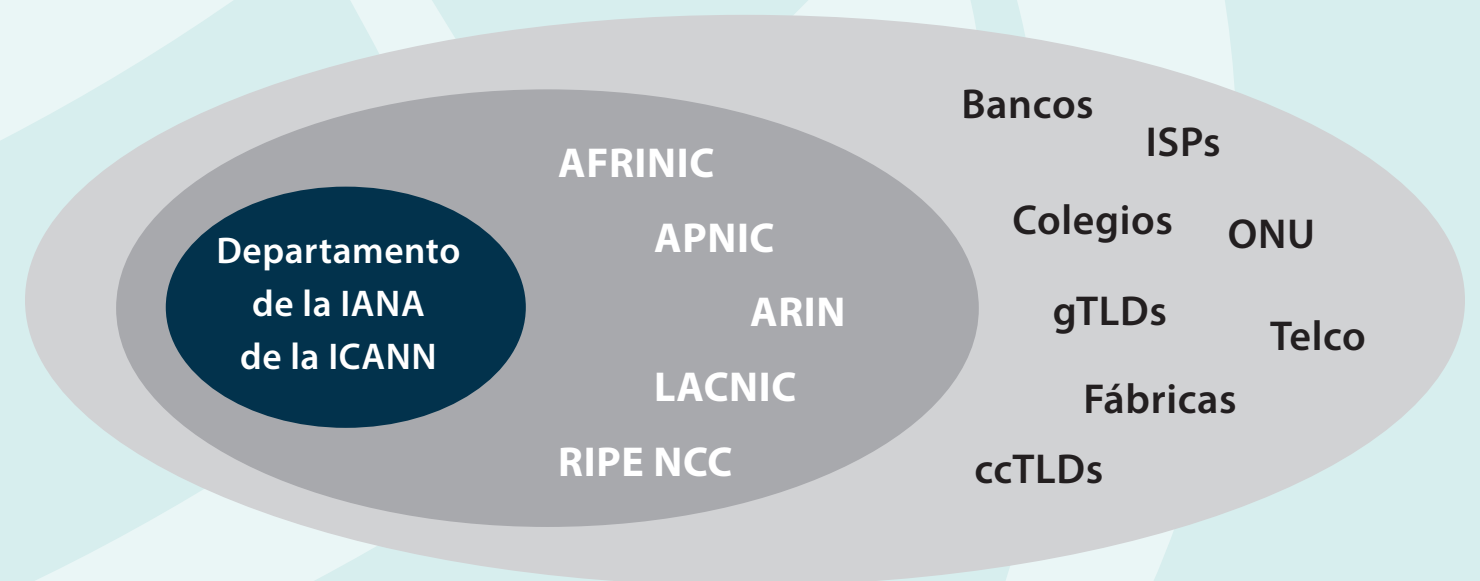 Departamento
de la IANA
de la ICANN
AFRINIC
APNIC
ARIN
LACNIC
RIPE NCC
Bancos
ISPs
Colegios
ONU
gTLDs
Telco
Fábricas
ccTLDs